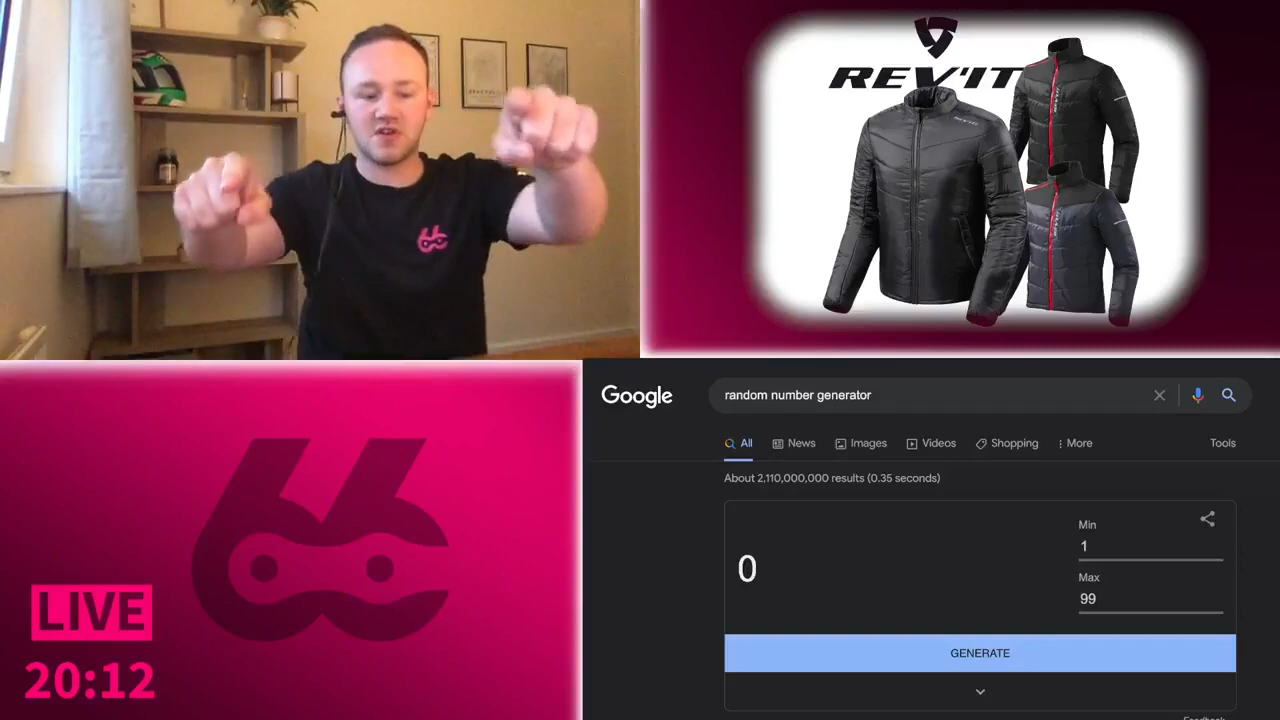 REV'IT
LIVE
20:12
Google
random number generator
All
News
Images
Videos
Shopping
More
Tools
About 2,110,000,000 results (0.35 seconds)
Min
1
0
Max
99
GENERATE
Feedback